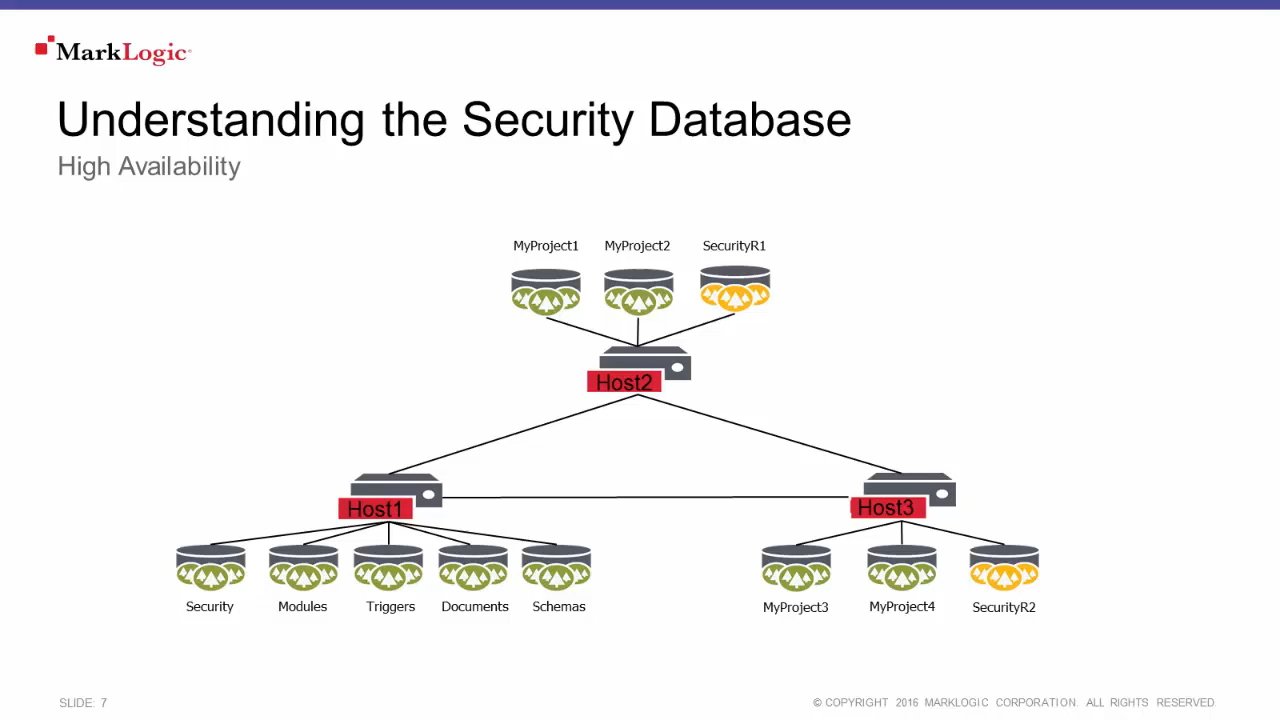 MarkLogic
Understanding the Security Database
High Availability
MyProject1 MyProject2 SecurityR1
Host2
Host1 Host3
Security Modules Triggers Documents Schemas MyProject3 MyProject4 SecurityR2
SLIDE: 7 © COPYRIGHT 2016 MARKLOGIC CORPORATION. ALL RIGHTS RESERVED.